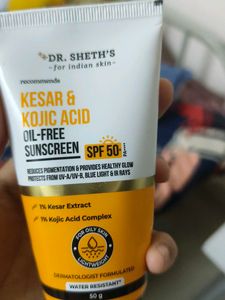 DR. SHETH'S
for indian skin
recommends
KESAR &
KOJIC ACID
OIL-FREE
SUNSCREEN
SPF 50+
PA+++
REDUCES PIGMENTATION & PROVIDES HEALTHY GLOW
PROTECTS FROM UV-A/UV-B, BLUE LIGHT & IR RAYS
1% Kesar Extract
1% Kojic Acid Complex
FOR OILY SKIN
LIGHTWEIGHT
DERMATOLOGIST FORMULATED
WATER RESISTANT*
50 g